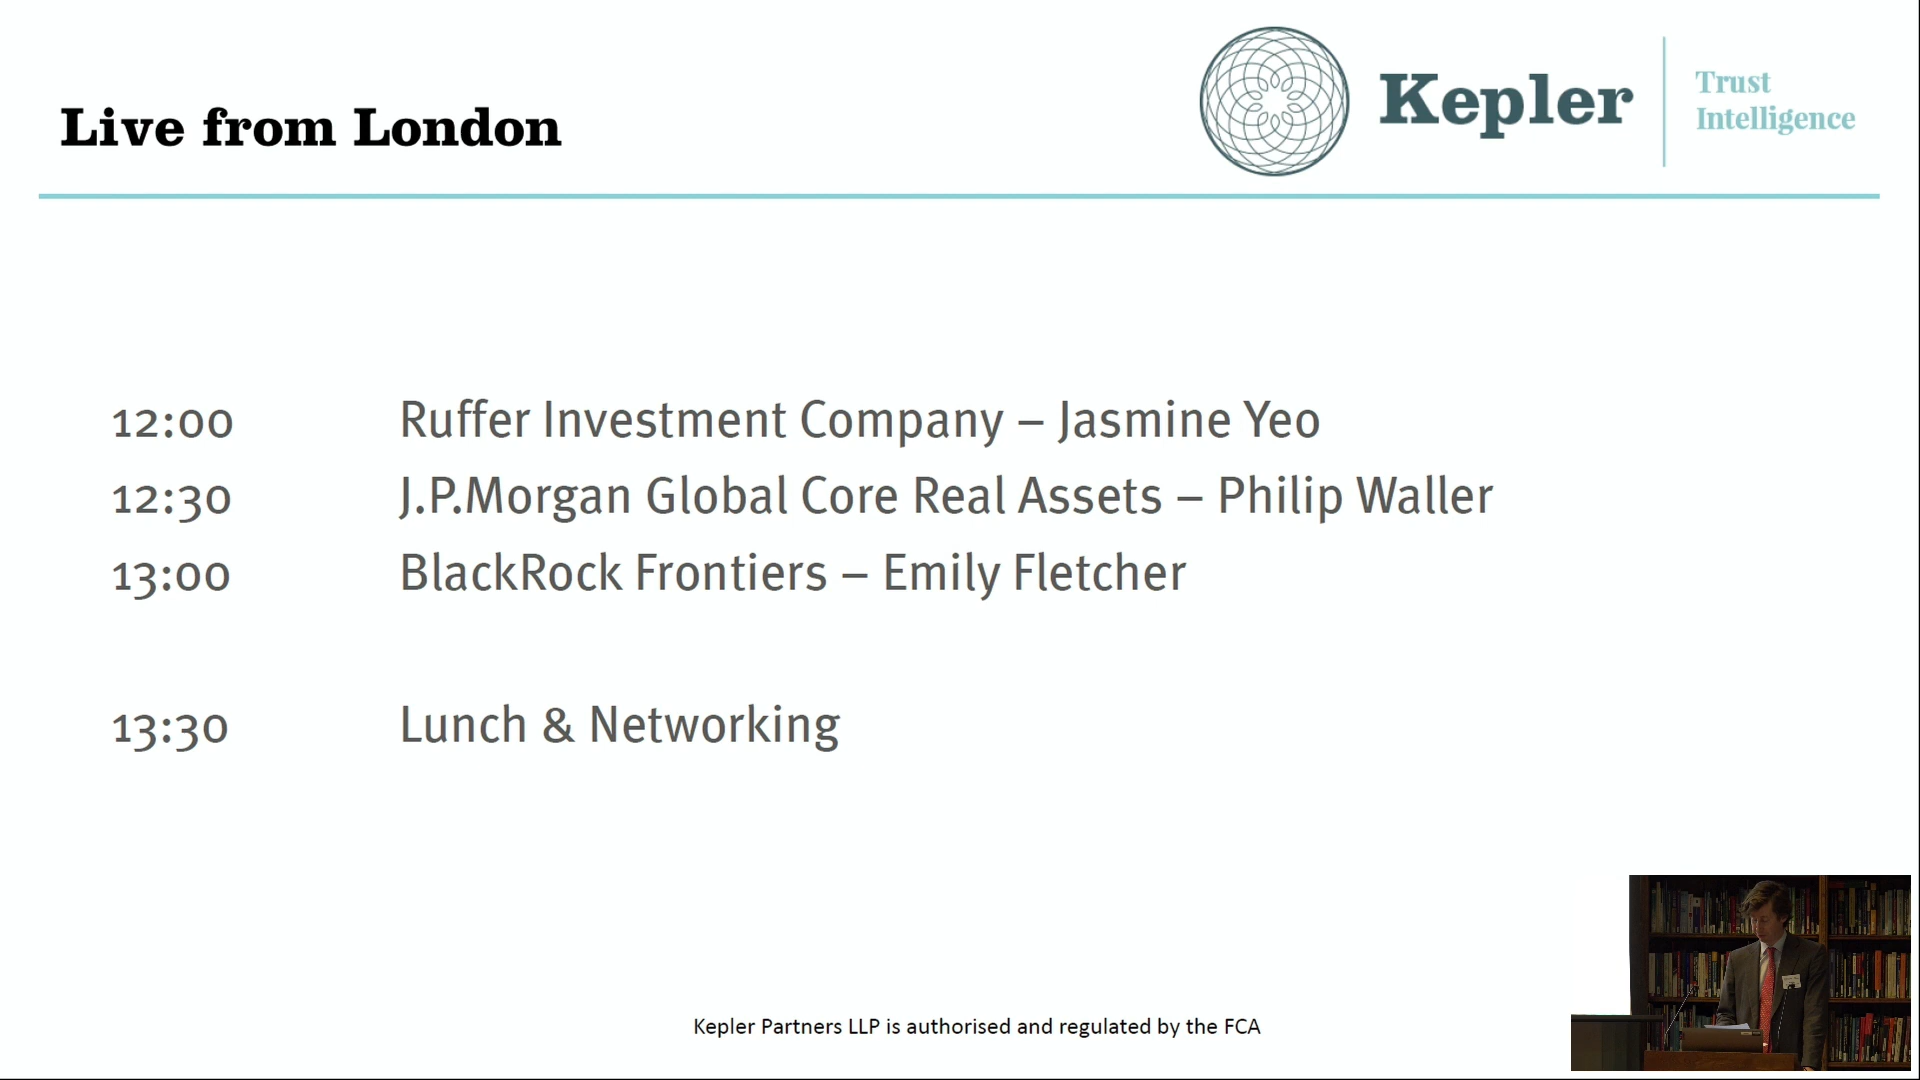 Live from London
Kepler
Trust
Intelligence
12:00 Ruffer Investment Company – Jasmine Yeo
12:30 J.P.Morgan Global Core Real Assets – Philip Waller
13:00 BlackRock Frontiers – Emily Fletcher
13:30 Lunch & Networking
Kepler Partners LLP is authorised and regulated by the FCA